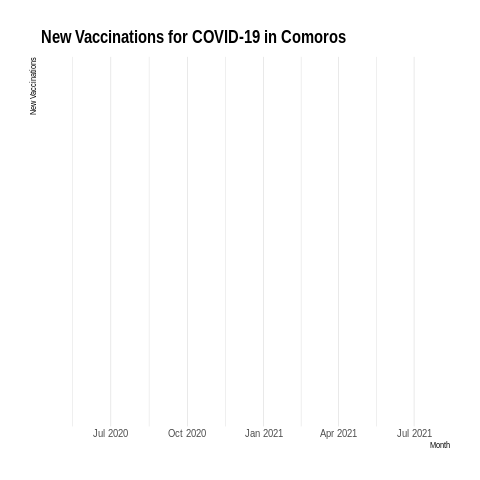 New Vaccinations for COVID-19 in Comoros
New Vaccinations
Jul 2020 Oct 2020 Jan 2021 Apr 2021 Jul 2021
Month